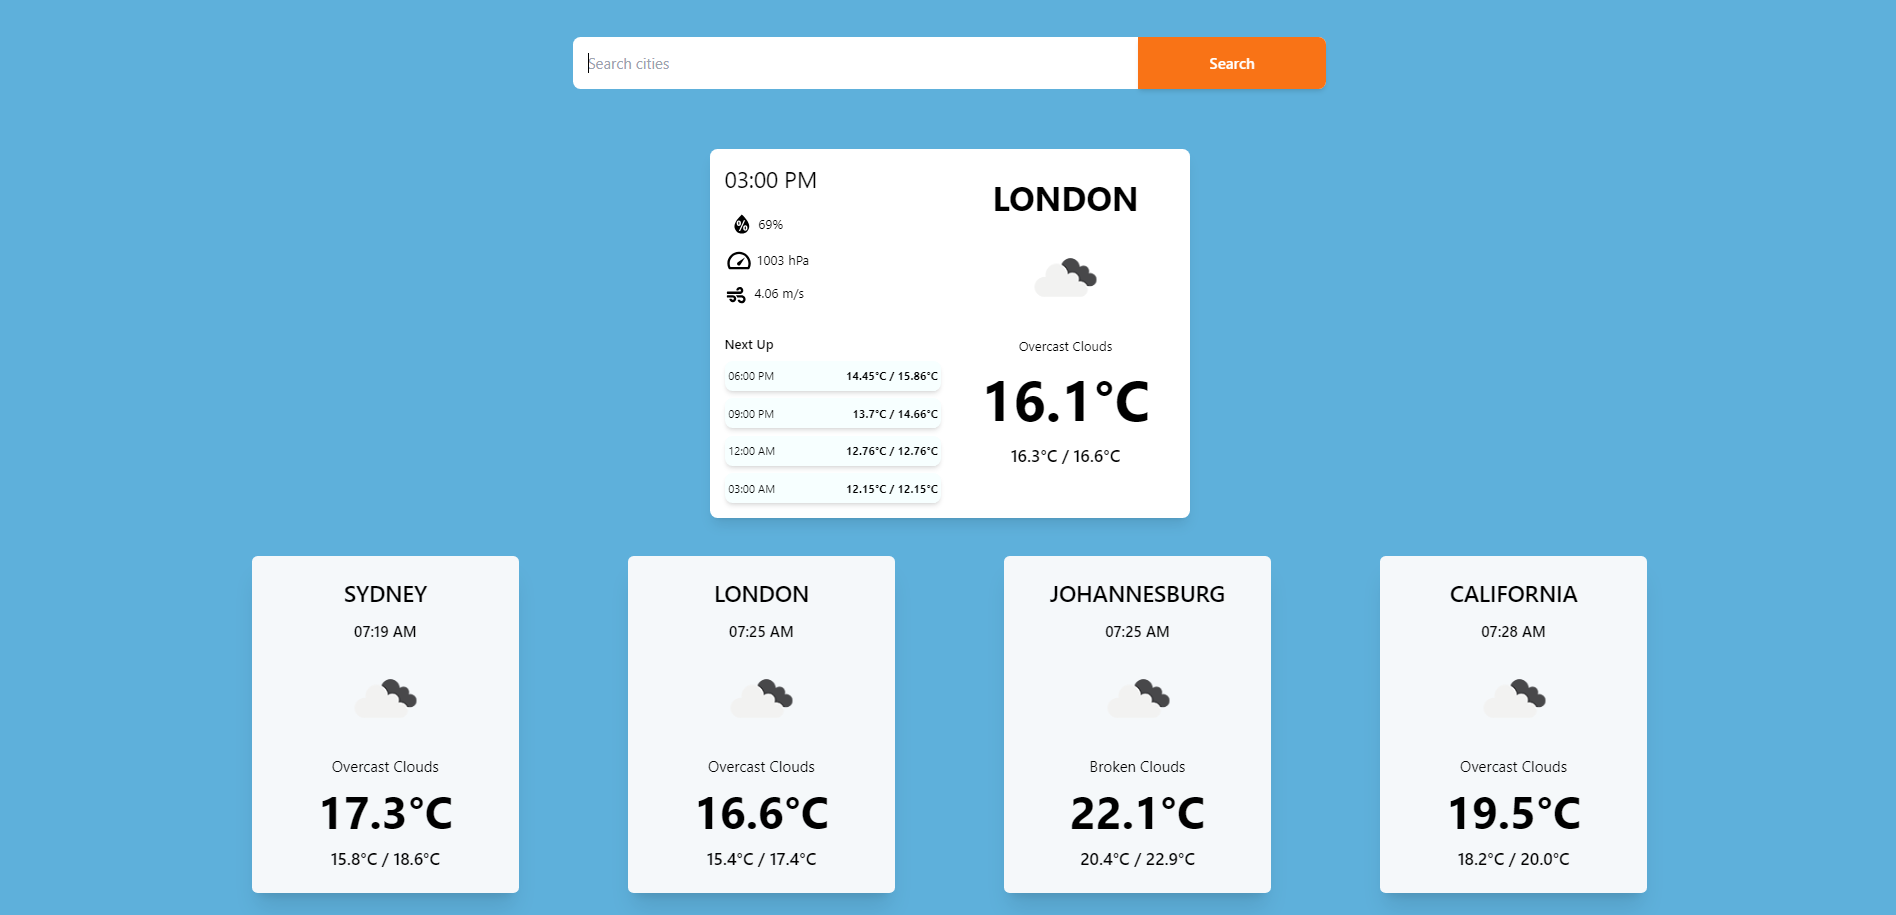 Search cities
Search
03:00 PM
69%
1003 hPa
4.06 m/s
Next Up
06:00 PM 14.45°C / 15.86°C
09:00 PM 13.7°C / 14.66°C
12:00 AM 12.76°C / 12.76°C
03:00 AM 12.15°C / 12.15°C
LONDON
Overcast Clouds
16.1°C
16.3°C / 16.6°C
SYDNEY
07:19 AM
Overcast Clouds
17.3°C
15.8°C / 18.6°C
LONDON
07:25 AM
Overcast Clouds
16.6°C
15.4°C / 17.4°C
JOHANNESBURG
07:25 AM
Broken Clouds
22.1°C
20.4°C / 22.9°C
CALIFORNIA
07:28 AM
Overcast Clouds
19.5°C
18.2°C / 20.0°C